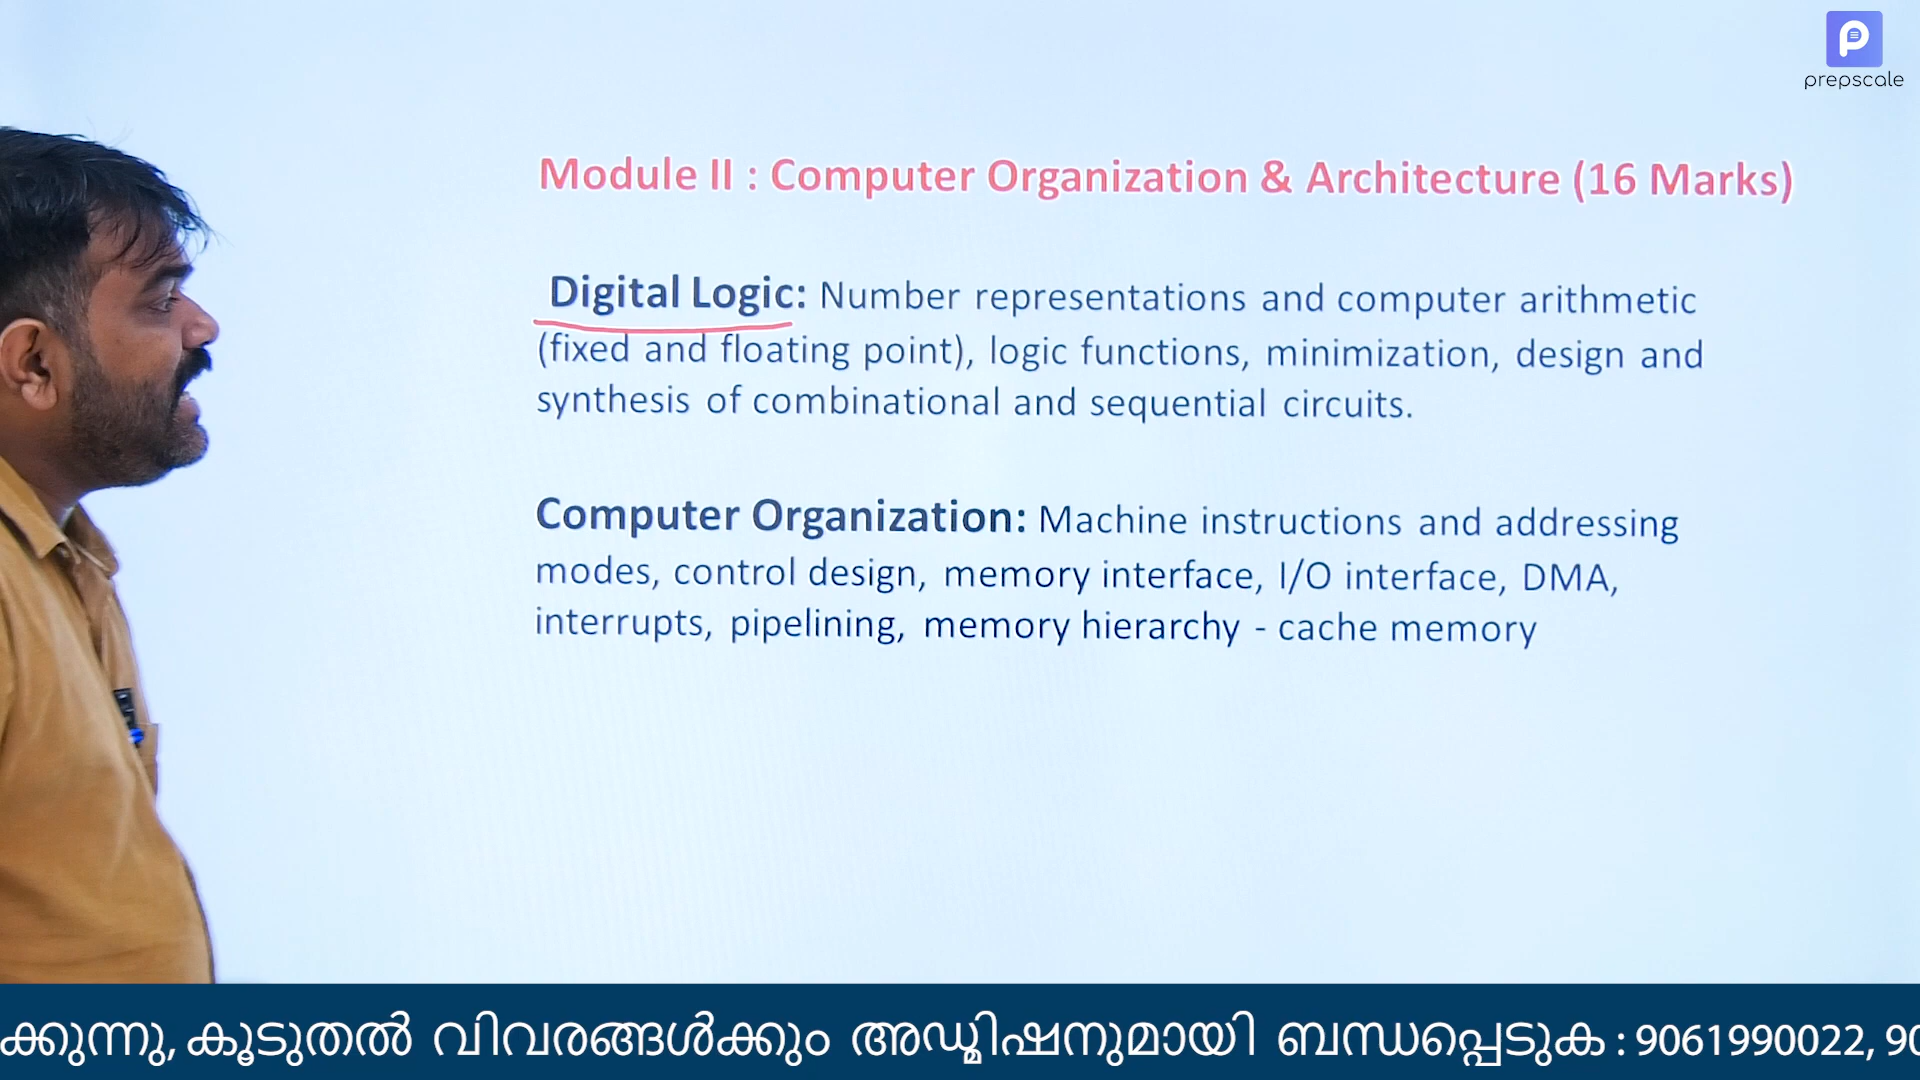 prepscale
Module II : Computer Organization & Architecture (16 Marks)
Digital Logic: Number representations and computer arithmetic
(fixed and floating point), logic functions, minimization, design and
synthesis of combinational and sequential circuits.
Computer Organization: Machine instructions and addressing
modes, control design, memory interface, I/O interface, DMA,
interrupts, pipelining, memory hierarchy - cache memory
കൂടുതൽ വിവരങ്ങൾക്കും അഡ്മിഷനുമായി ബന്ധപ്പെടുക : 9061990022,